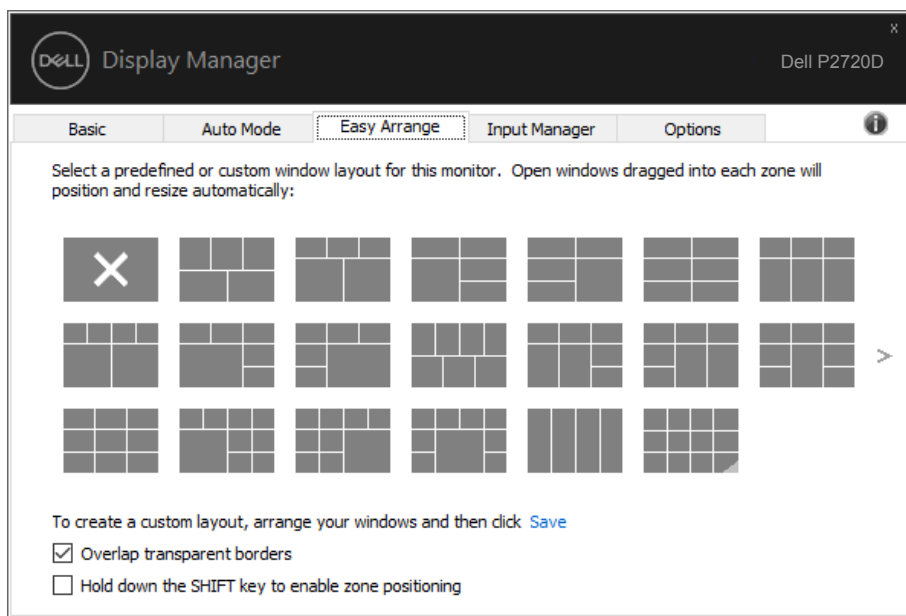 x
DELL Display Manager
Dell P2720D
Basic Auto Mode Easy Arrange Input Manager Options i
Select a predefined or custom window layout for this monitor. Open windows dragged into each zone will
position and resize automatically:
>
To create a custom layout, arrange your windows and then click Save
Overlap transparent borders
Hold down the SHIFT key to enable zone positioning